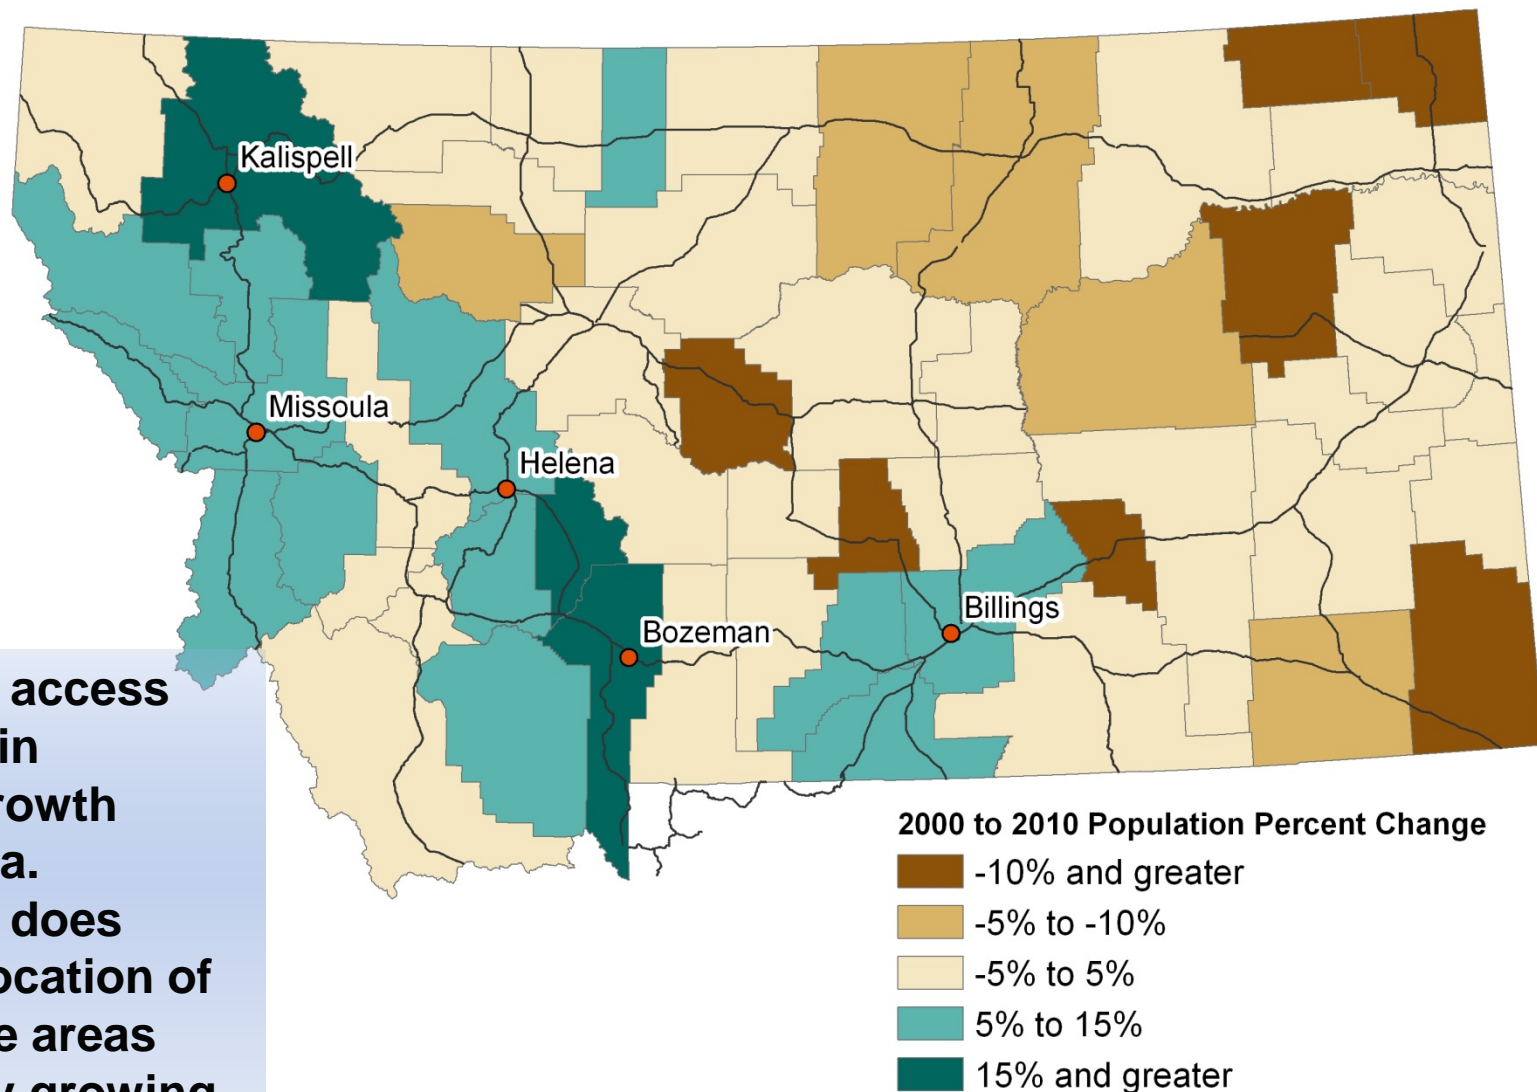 Kalispell
Missoula
Helena
Bozeman
Billings
access
in
rowth
a.
does
ocation of
e areas
y growing
2000 to 2010 Population Percent Change
-10% and greater
-5% to -10%
-5% to 5%
5% to 15%
15% and greater